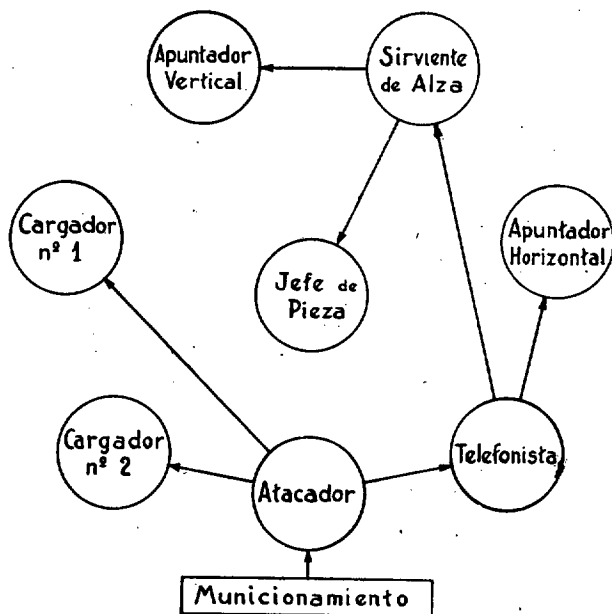 Apuntador
Vertical
Sirviente
de Alza
Cargador
nº 1
Apuntador
Horizontal
Jefe de
Pieza
Cargador
nº 2
Atacador
Telefonista
Municionamiento